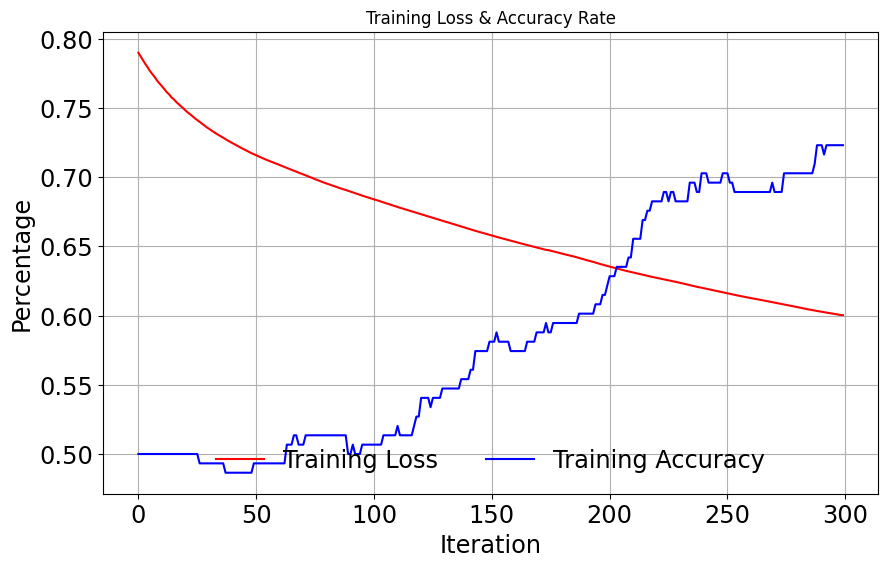 Training Loss & Accuracy Rate
0.80
0.75
0.70
0.65
0.60
0.55
0.50
Percentage
Training Loss
Training Accuracy
0 50 100 150 200 250 300
Iteration